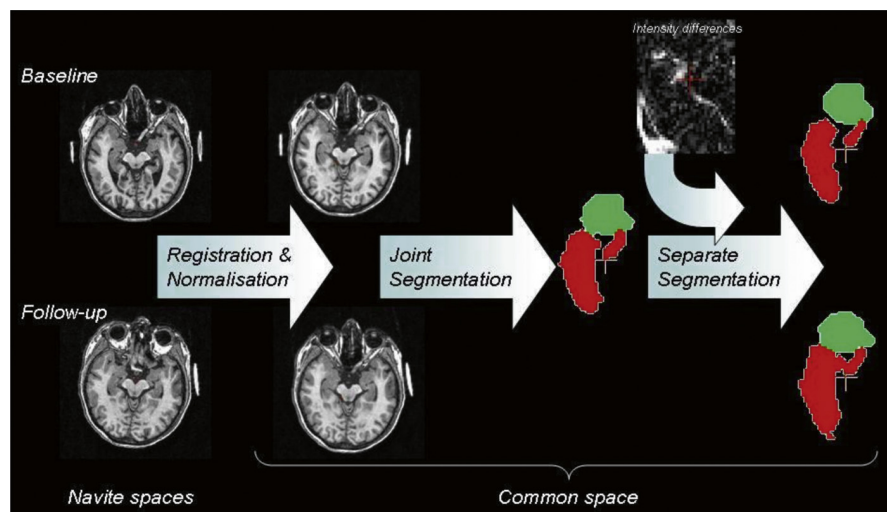 Intensity differences
Baseline
Registration &
Normalisation
Joint
Segmentation
Separate
Segmentation
Follow-up
Navite spaces
Common space